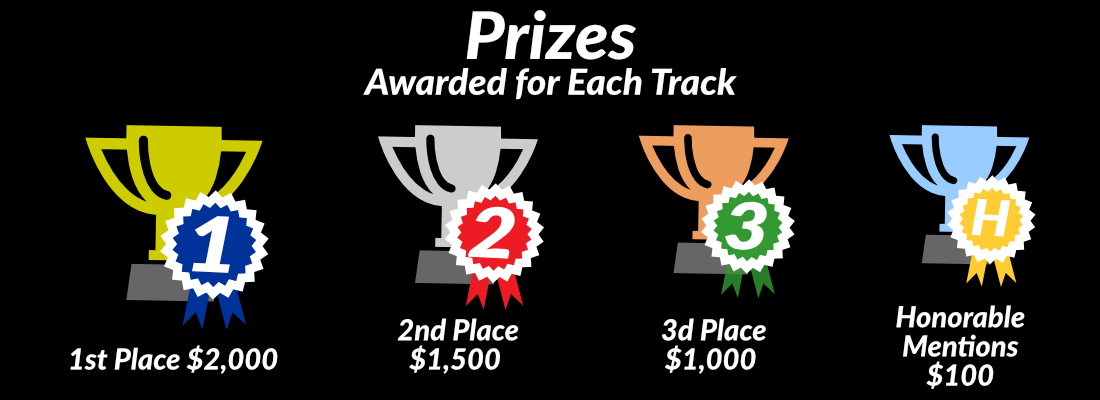 Prizes
Awarded for Each Track
1
2
3
H
1st Place $2,000
2nd Place
$1,500
3d Place
$1,000
Honorable
Mentions
$100